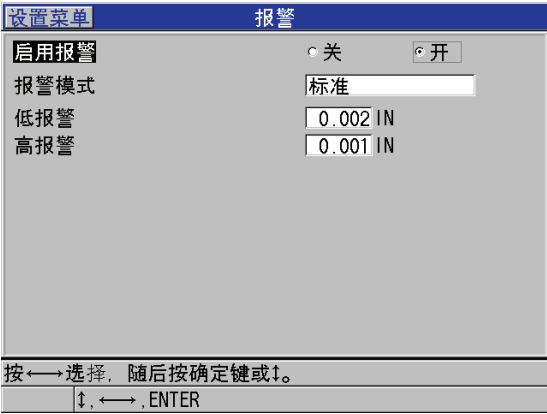 设置菜单 报警
启用报警 关 开
报警模式 标准
低报警 0.002 IN
高报警 0.001 IN
按←→选择, 随后按确定键或↕。
↕, ←→, ENTER